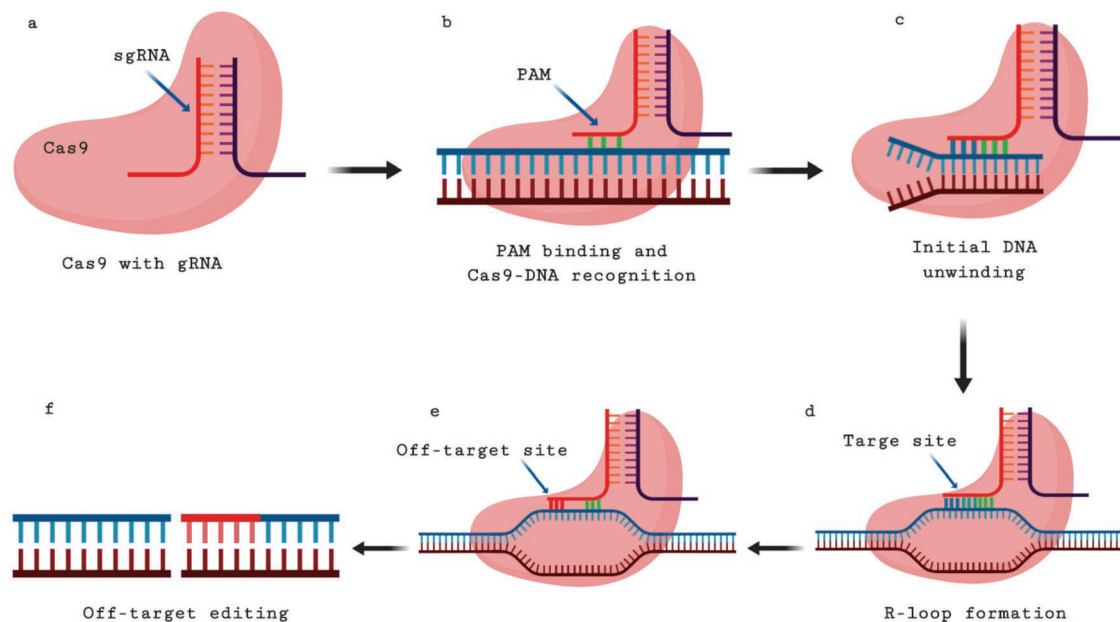 a
sgRNA
Cas9
Cas9 with gRNA
b
PAM
PAM binding and
Cas9-DNA recognition
c
Initial DNA
unwinding
d
Targe site
R-loop formation
e
Off-target site
f
Off-target editing